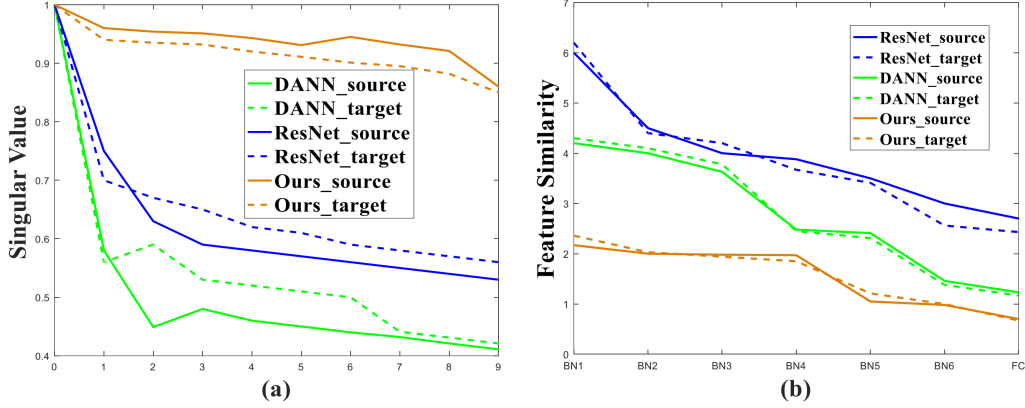 1
0.9
0.8
0.7
0.6
0.5
0.4
Singular Value
DANN_source
DANN_target
ResNet_source
ResNet_target
Ours_source
Ours_target
0 1 2 3 4 5 6 7 8 9
(a)
7
6
5
4
3
2
1
0
Feature Similarity
ResNet_source
ResNet_target
DANN_source
DANN_target
Ours_source
Ours_target
BN1 BN2 BN3 BN4 BN5 BN6 FC
(b)